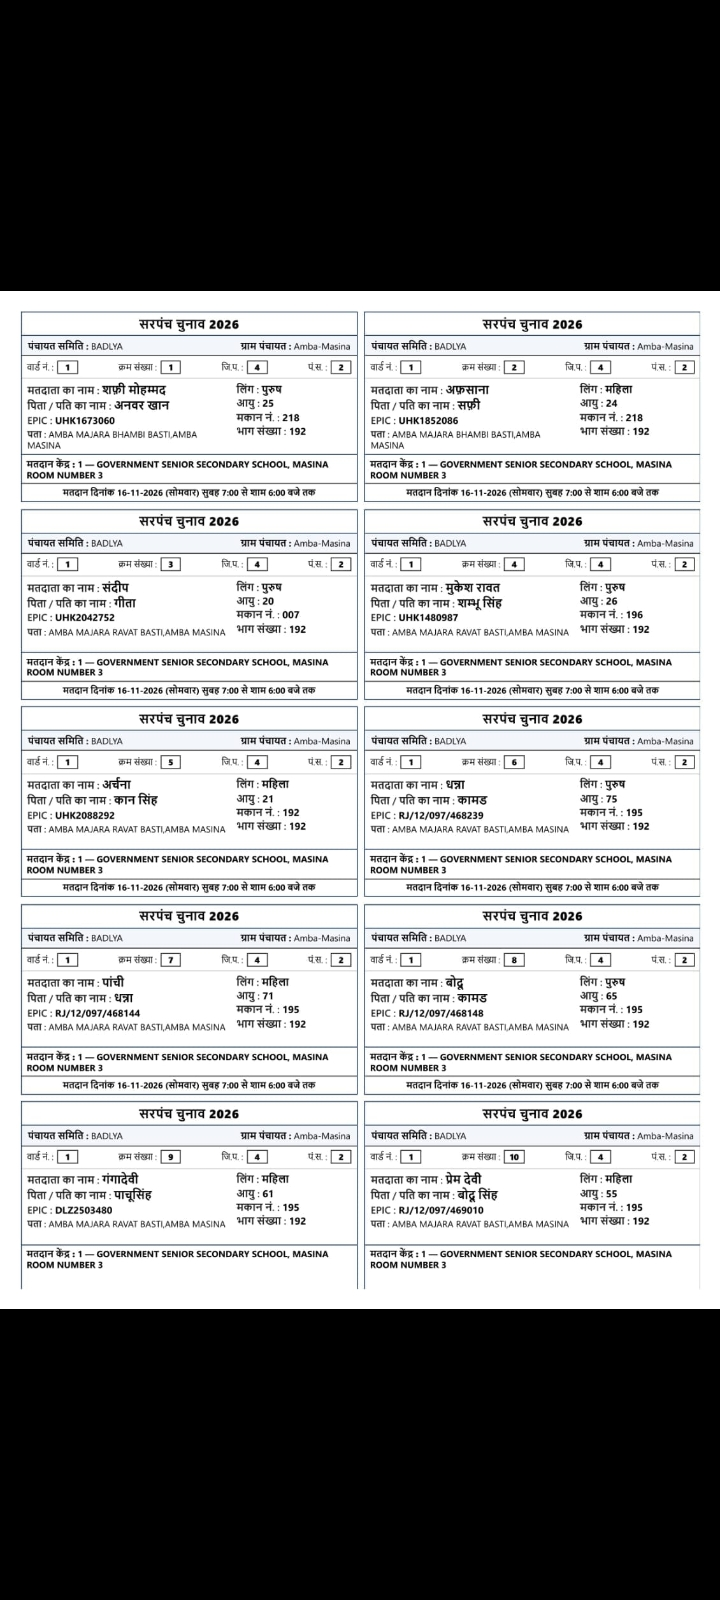 सरपंच चुनाव 2026
पंचायत समिति : BADLYA ग्राम पंचायत : Amba-Masina
वार्ड नं. : 1 क्रम संख्या : 1 जि.प. : 4 पं.स. : 2
मतदाता का नाम : शफ़ी मोहम्मद लिंग : पुरुष
पिता / पति का नाम : अनवर खान आयु : 25
EPIC : UHK1673060 मकान नं. : 218
पता : AMBA MAJARA BHAMBI BASTI,AMBA भाग संख्या : 192
MASINA
मतदान केंद्र : 1 — GOVERNMENT SENIOR SECONDARY SCHOOL, MASINA
ROOM NUMBER 3
मतदान दिनांक 16-11-2026 (सोमवार) सुबह 7:00 से शाम 6:00 बजे तक
सरपंच चुनाव 2026
पंचायत समिति : BADLYA ग्राम पंचायत : Amba-Masina
वार्ड नं. : 1 क्रम संख्या : 2 जि.प. : 4 पं.स. : 2
मतदाता का नाम : अफ़साना लिंग : महिला
पिता / पति का नाम : सफ़ी आयु : 24
EPIC : UHK1852086 मकान नं. : 218
पता : AMBA MAJARA BHAMBI BASTI,AMBA भाग संख्या : 192
MASINA
मतदान केंद्र : 1 — GOVERNMENT SENIOR SECONDARY SCHOOL, MASINA
ROOM NUMBER 3
मतदान दिनांक 16-11-2026 (सोमवार) सुबह 7:00 से शाम 6:00 बजे तक
सरपंच चुनाव 2026
पंचायत समिति : BADLYA ग्राम पंचायत : Amba-Masina
वार्ड नं. : 1 क्रम संख्या : 3 जि.प. : 4 पं.स. : 2
मतदाता का नाम : संदीप लिंग : पुरुष
पिता / पति का नाम : गीता आयु : 20
EPIC : UHK2042752 मकान नं. : 007
पता : AMBA MAJARA RAVAT BASTI,AMBA MASINA भाग संख्या : 192
मतदान केंद्र : 1 — GOVERNMENT SENIOR SECONDARY SCHOOL, MASINA
ROOM NUMBER 3
मतदान दिनांक 16-11-2026 (सोमवार) सुबह 7:00 से शाम 6:00 बजे तक
सरपंच चुनाव 2026
पंचायत समिति : BADLYA ग्राम पंचायत : Amba-Masina
वार्ड नं. : 1 क्रम संख्या : 4 जि.प. : 4 पं.स. : 2
मतदाता का नाम : मुकेश रावत लिंग : पुरुष
पिता / पति का नाम : शम्भू सिंह आयु : 26
EPIC : UHK1480987 मकान नं. : 196
पता : AMBA MAJARA RAVAT BASTI,AMBA MASINA भाग संख्या : 192
मतदान केंद्र : 1 — GOVERNMENT SENIOR SECONDARY SCHOOL, MASINA
ROOM NUMBER 3
मतदान दिनांक 16-11-2026 (सोमवार) सुबह 7:00 से शाम 6:00 बजे तक
सरपंच चुनाव 2026
पंचायत समिति : BADLYA ग्राम पंचायत : Amba-Masina
वार्ड नं. : 1 क्रम संख्या : 5 जि.प. : 4 पं.स. : 2
मतदाता का नाम : अर्चना लिंग : महिला
पिता / पति का नाम : कान सिंह आयु : 21
EPIC : UHK2088292 मकान नं. : 192
पता : AMBA MAJARA RAVAT BASTI,AMBA MASINA भाग संख्या : 192
मतदान केंद्र : 1 — GOVERNMENT SENIOR SECONDARY SCHOOL, MASINA
ROOM NUMBER 3
मतदान दिनांक 16-11-2026 (सोमवार) सुबह 7:00 से शाम 6:00 बजे तक
सरपंच चुनाव 2026
पंचायत समिति : BADLYA ग्राम पंचायत : Amba-Masina
वार्ड नं. : 1 क्रम संख्या : 6 जि.प. : 4 पं.स. : 2
मतदाता का नाम : धन्ना लिंग : पुरुष
पिता / पति का नाम : कामड आयु : 75
EPIC : RJ/12/097/468239 मकान नं. : 195
पता : AMBA MAJARA RAVAT BASTI,AMBA MASINA भाग संख्या : 192
मतदान केंद्र : 1 — GOVERNMENT SENIOR SECONDARY SCHOOL, MASINA
ROOM NUMBER 3
मतदान दिनांक 16-11-2026 (सोमवार) सुबह 7:00 से शाम 6:00 बजे तक
सरपंच चुनाव 2026
पंचायत समिति : BADLYA ग्राम पंचायत : Amba-Masina
वार्ड नं. : 1 क्रम संख्या : 7 जि.प. : 4 पं.स. : 2
मतदाता का नाम : पांची लिंग : महिला
पिता / पति का नाम : धन्ना आयु : 71
EPIC : RJ/12/097/468144 मकान नं. : 195
पता : AMBA MAJARA RAVAT BASTI,AMBA MASINA भाग संख्या : 192
मतदान केंद्र : 1 — GOVERNMENT SENIOR SECONDARY SCHOOL, MASINA
ROOM NUMBER 3
मतदान दिनांक 16-11-2026 (सोमवार) सुबह 7:00 से शाम 6:00 बजे तक
सरपंच चुनाव 2026
पंचायत समिति : BADLYA ग्राम पंचायत : Amba-Masina
वार्ड नं. : 1 क्रम संख्या : 8 जि.प. : 4 पं.स. : 2
मतदाता का नाम : बोदू लिंग : पुरुष
पिता / पति का नाम : कामड आयु : 65
EPIC : RJ/12/097/468148 मकान नं. : 195
पता : AMBA MAJARA RAVAT BASTI,AMBA MASINA भाग संख्या : 192
मतदान केंद्र : 1 — GOVERNMENT SENIOR SECONDARY SCHOOL, MASINA
ROOM NUMBER 3
मतदान दिनांक 16-11-2026 (सोमवार) सुबह 7:00 से शाम 6:00 बजे तक
सरपंच चुनाव 2026
पंचायत समिति : BADLYA ग्राम पंचायत : Amba-Masina
वार्ड नं. : 1 क्रम संख्या : 9 जि.प. : 4 पं.स. : 2
मतदाता का नाम : गंगादेवी लिंग : महिला
पिता / पति का नाम : पाचूसिंह आयु : 61
EPIC : DLZ2503480 मकान नं. : 195
पता : AMBA MAJARA RAVAT BASTI,AMBA MASINA भाग संख्या : 192
मतदान केंद्र : 1 — GOVERNMENT SENIOR SECONDARY SCHOOL, MASINA
ROOM NUMBER 3
सरपंच चुनाव 2026
पंचायत समिति : BADLYA ग्राम पंचायत : Amba-Masina
वार्ड नं. : 1 क्रम संख्या : 10 जि.प. : 4 पं.स. : 2
मतदाता का नाम : प्रेम देवी लिंग : महिला
पिता / पति का नाम : बोदू सिंह आयु : 55
EPIC : RJ/12/097/469010 मकान नं. : 195
पता : AMBA MAJARA RAVAT BASTI,AMBA MASINA भाग संख्या : 192
मतदान केंद्र : 1 — GOVERNMENT SENIOR SECONDARY SCHOOL, MASINA
ROOM NUMBER 3